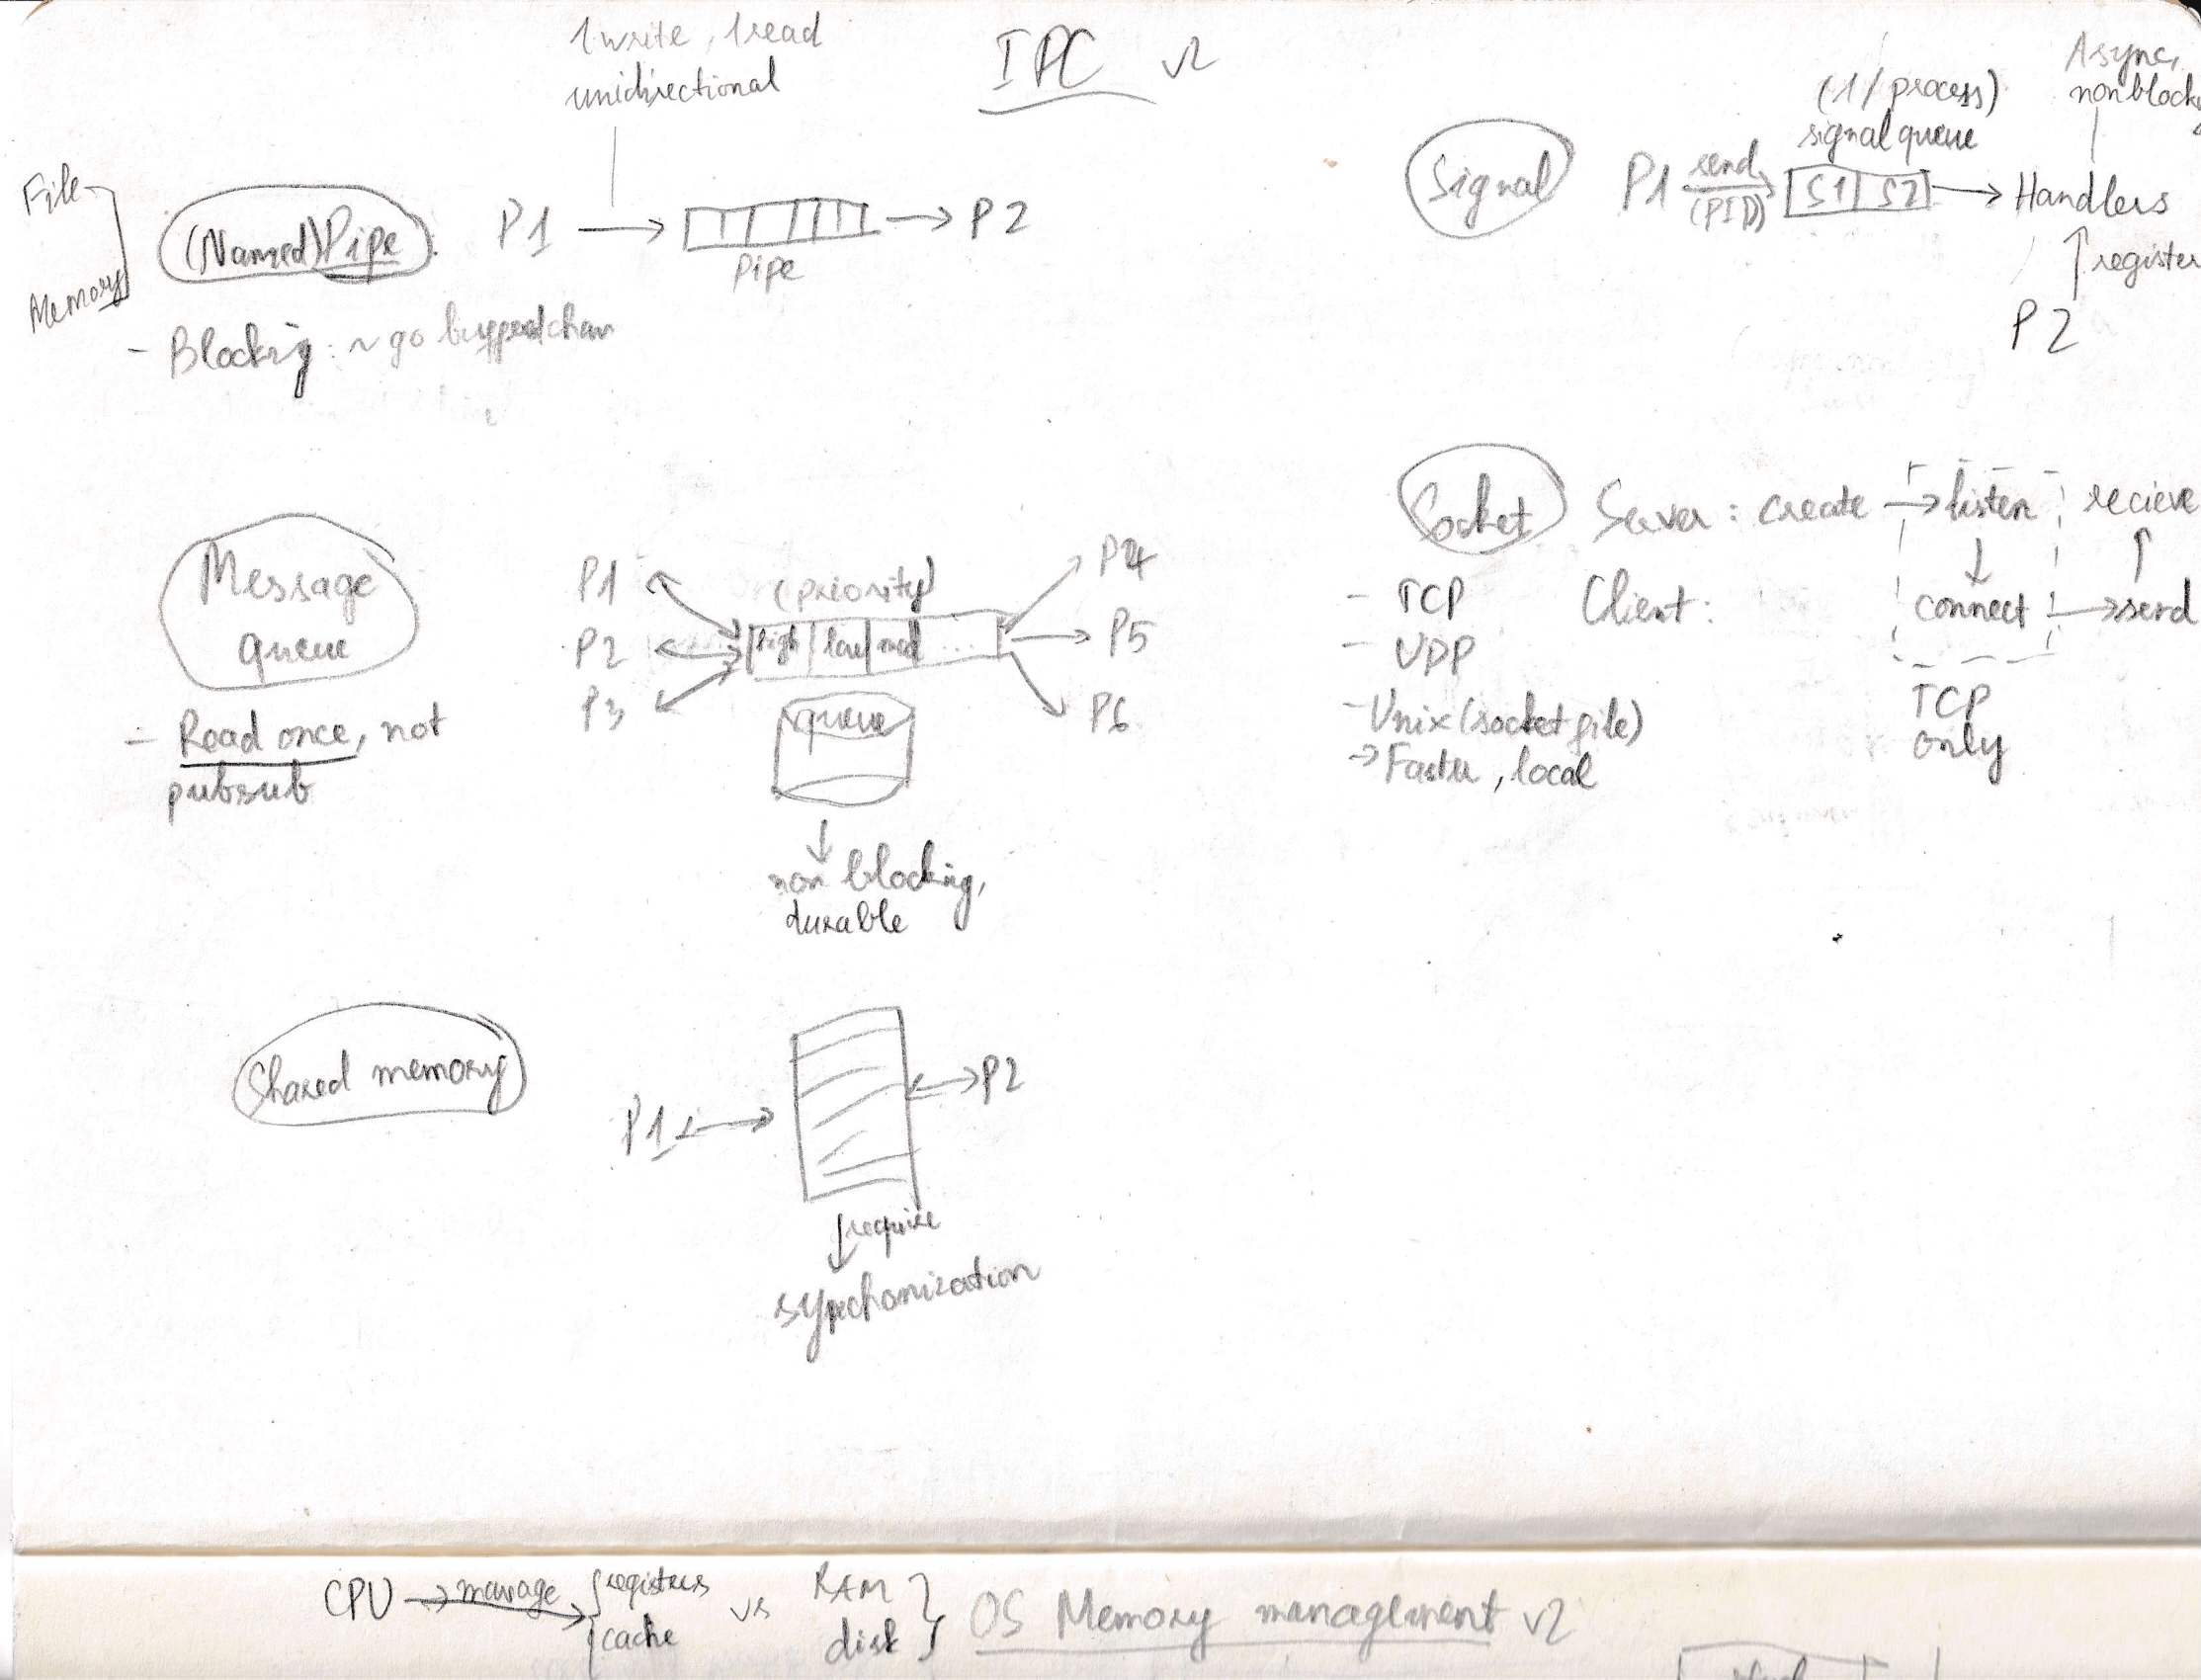 IPC v2
1 write, 1 read
unidirectional
File
Memory
(Named) Pipe:
P1
Pipe
P2
- Blocking: ~ go buffered chan
Message
queue
- Read once, not
pubsub
P1
P2
P3
(priority)
high low med ...
queue
P4
P5
P6
non blocking,
durable
Shared memory
P1
P2
require
synchonization
Signal
P1
send
(PID)
(1/process)
signal queue
S1 S2
Async,
non block
Handlers
register
P2
Socket
- TCP
- UDP
- Unix (socket file)
→ Faster, local
Server: create → listen recieve
Client: connect → send
TCP
only
CPU → manage { registers
cache
vs
RAM
disk }
OS Memory management v2